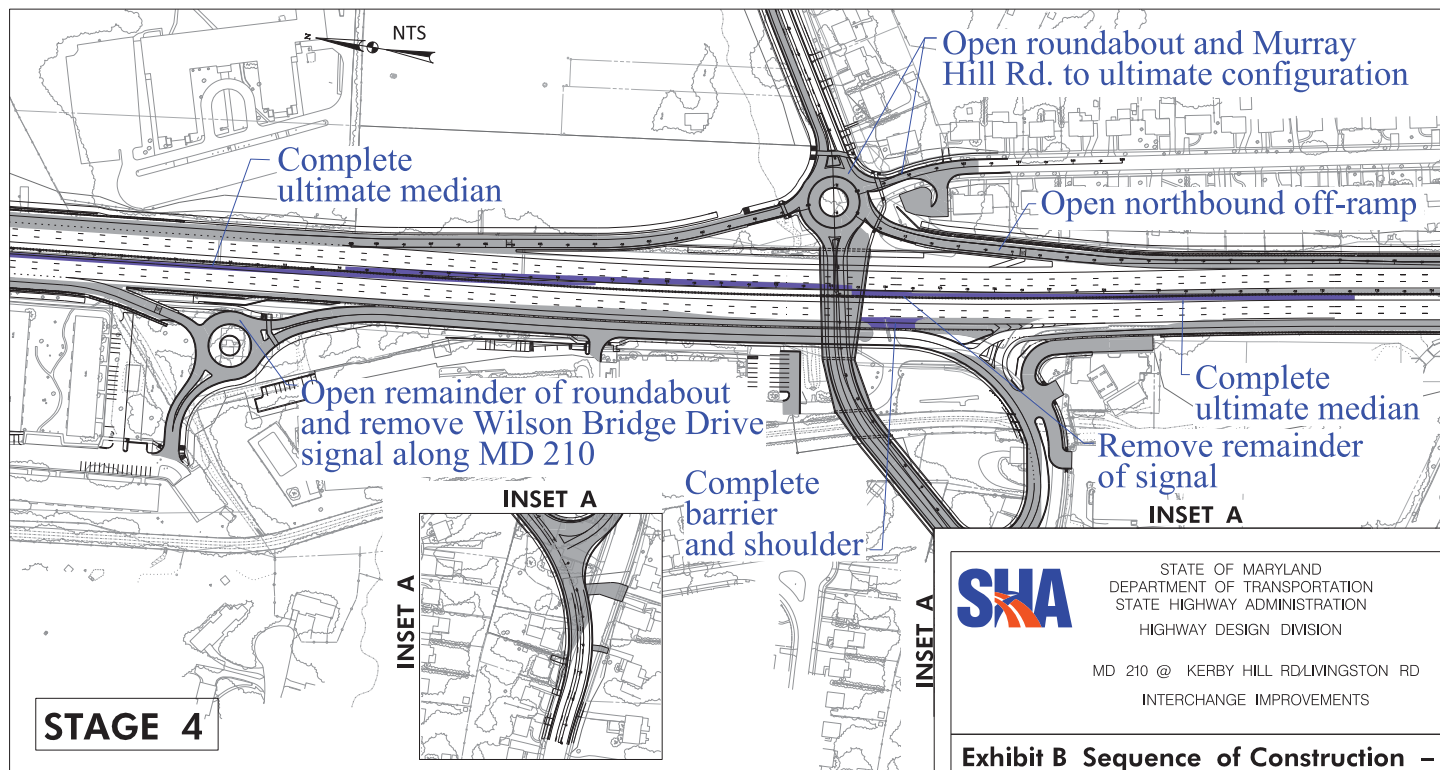 N
NTS
Open roundabout and Murray
Hill Rd. to ultimate configuration
Complete
ultimate median
Open northbound off-ramp
Open remainder of roundabout
and remove Wilson Bridge Drive
signal along MD 210
Complete
ultimate median
Remove remainder
of signal
Complete
barrier
and shoulder
INSET A
INSET A
INSET A
INSET A
STAGE 4
SHA
STATE OF MARYLAND
DEPARTMENT OF TRANSPORTATION
STATE HIGHWAY ADMINISTRATION
HIGHWAY DESIGN DIVISION
MD 210 @ KERBY HILL RD/LIVINGSTON RD
INTERCHANGE IMPROVEMENTS
Exhibit B Sequence of Construction –